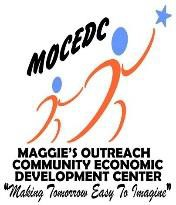 MOCEDC
MAGGIE'S OUTREACH
COMMUNITY ECONOMIC
DEVELOPMENT CENTER
"Making Tomorrow Easy To Imagine"